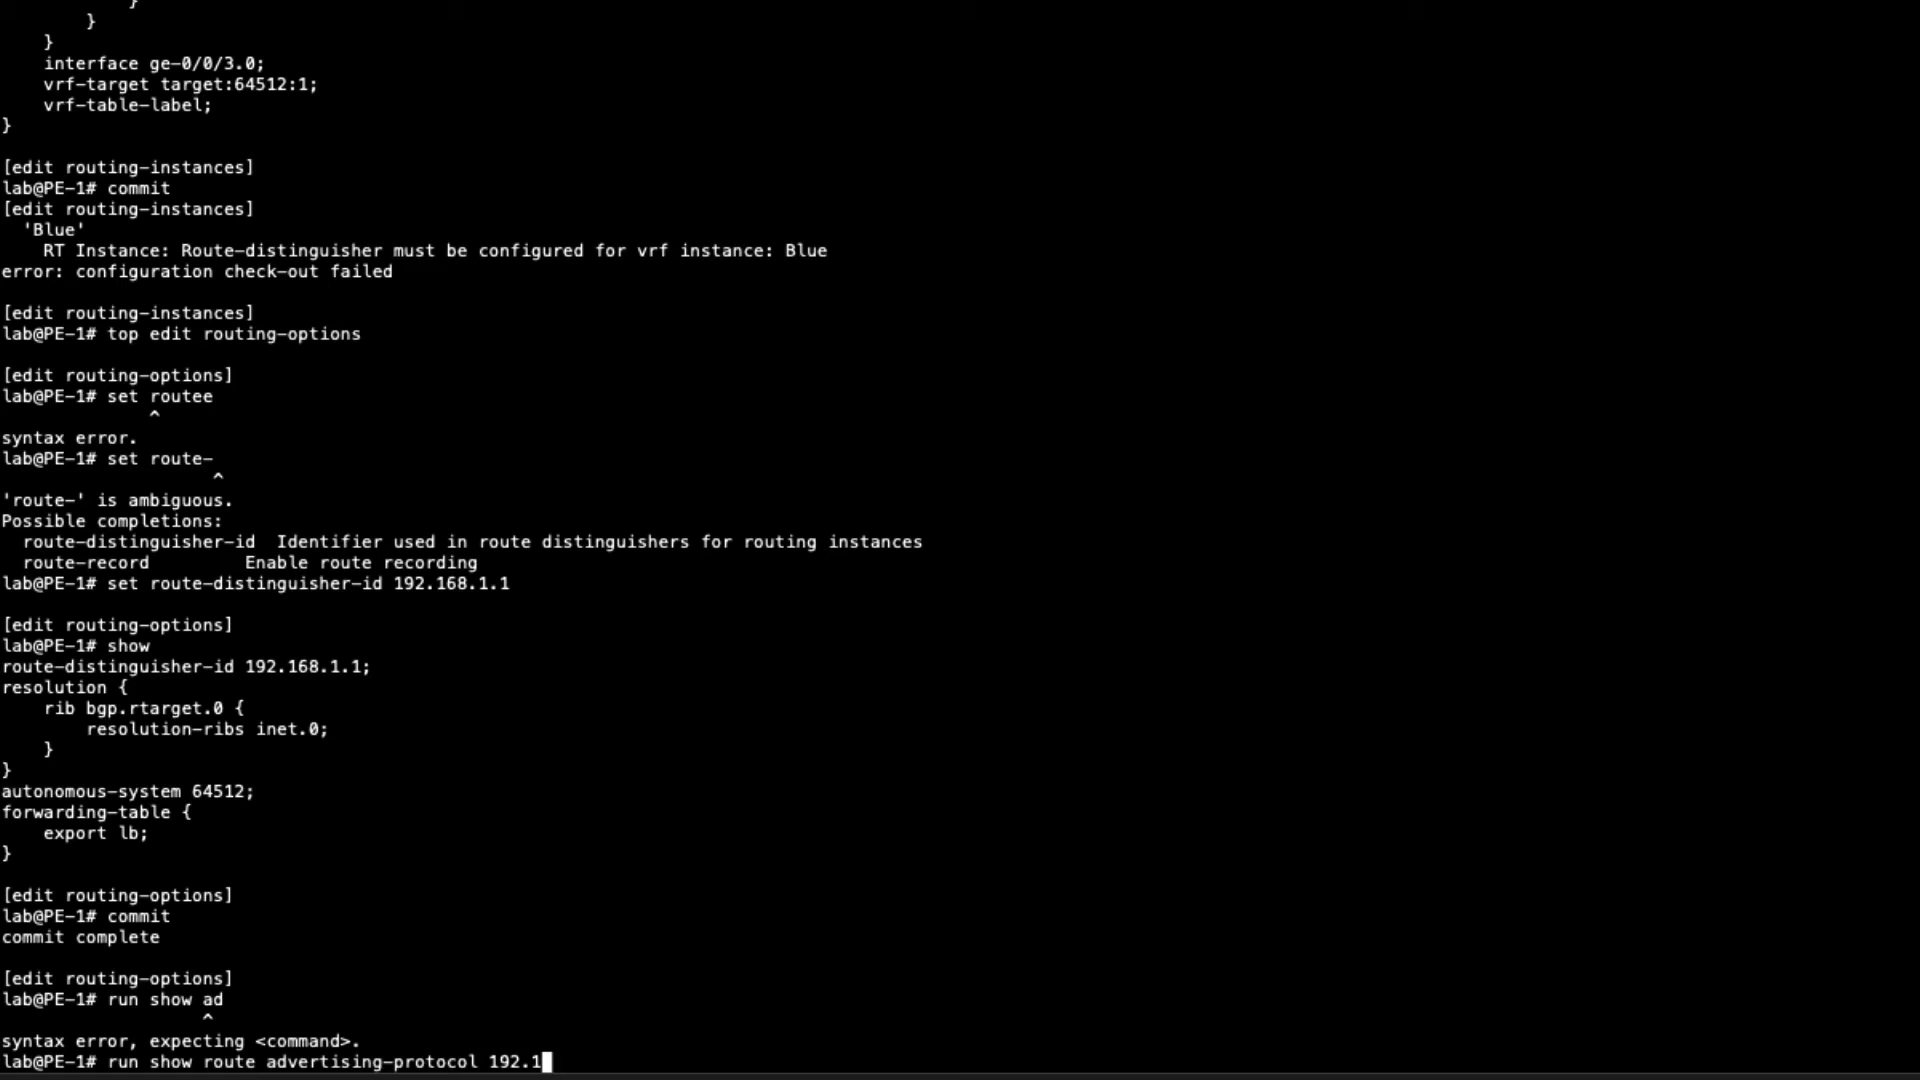 }
}
}
interface ge-0/0/3.0;
vrf-target target:64512:1;
vrf-table-label;
}
[edit routing-instances]
lab@PE-1# commit
[edit routing-instances]
'Blue'
RT Instance: Route-distinguisher must be configured for vrf instance: Blue
error: configuration check-out failed
[edit routing-instances]
lab@PE-1# top edit routing-options
[edit routing-options]
lab@PE-1# set routee
^
syntax error.
lab@PE-1# set route-
^
'route-' is ambiguous.
Possible completions:
route-distinguisher-id  Identifier used in route distinguishers for routing instances
route-record         Enable route recording
lab@PE-1# set route-distinguisher-id 192.168.1.1
[edit routing-options]
lab@PE-1# show
route-distinguisher-id 192.168.1.1;
resolution {
rib bgp.rtarget.0 {
resolution-ribs inet.0;
}
}
autonomous-system 64512;
forwarding-table {
export lb;
}
[edit routing-options]
lab@PE-1# commit
commit complete
[edit routing-options]
lab@PE-1# run show ad
^
syntax error, expecting <command>.
lab@PE-1# run show route advertising-protocol 192.1